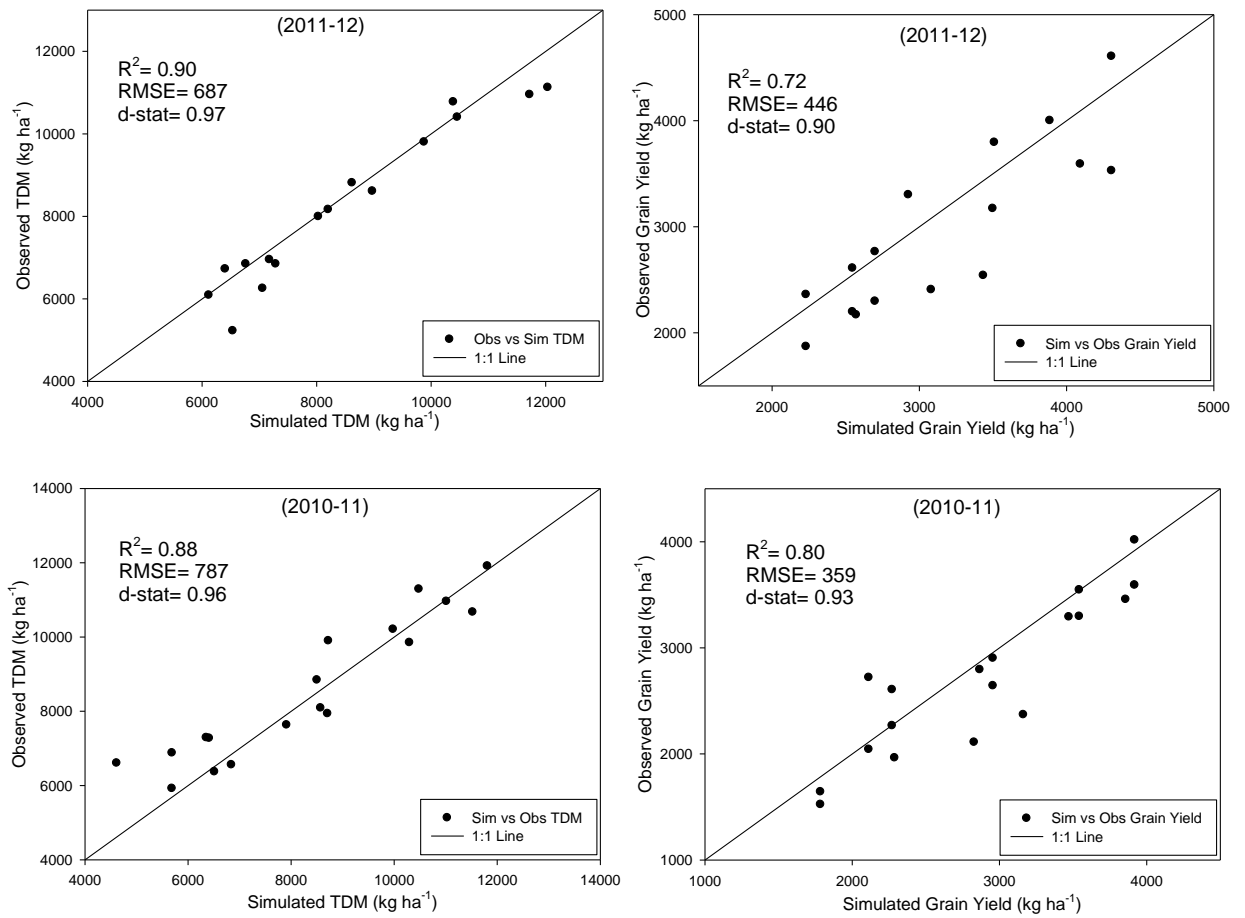 (2011-12)
R²= 0.90
RMSE= 687
d-stat= 0.97
Observed TDM (kg ha⁻¹)
12000
10000
8000
6000
4000
Obs vs Sim TDM
1:1 Line
4000 6000 8000 10000 12000
Simulated TDM (kg ha⁻¹)
(2011-12)
R²= 0.72
RMSE= 446
d-stat= 0.90
Observed Grain Yield (kg ha⁻¹)
5000
4000
3000
2000
Sim vs Obs Grain Yield
1:1 Line
2000 3000 4000 5000
Simulated Grain Yield (kg ha⁻¹)
(2010-11)
R²= 0.88
RMSE= 787
d-stat= 0.96
Observed TDM (kg ha⁻¹)
14000
12000
10000
8000
6000
4000
Sim vs Obs TDM
1:1 Line
4000 6000 8000 10000 12000 14000
Simulated TDM (kg ha⁻¹)
(2010-11)
R²= 0.80
RMSE= 359
d-stat= 0.93
Observed Grain Yield (kg ha⁻¹)
4000
3000
2000
1000
Sim vs Obs Grain Yield
1:1 Line
1000 2000 3000 4000
Simulated Grain Yield (kg ha⁻¹)